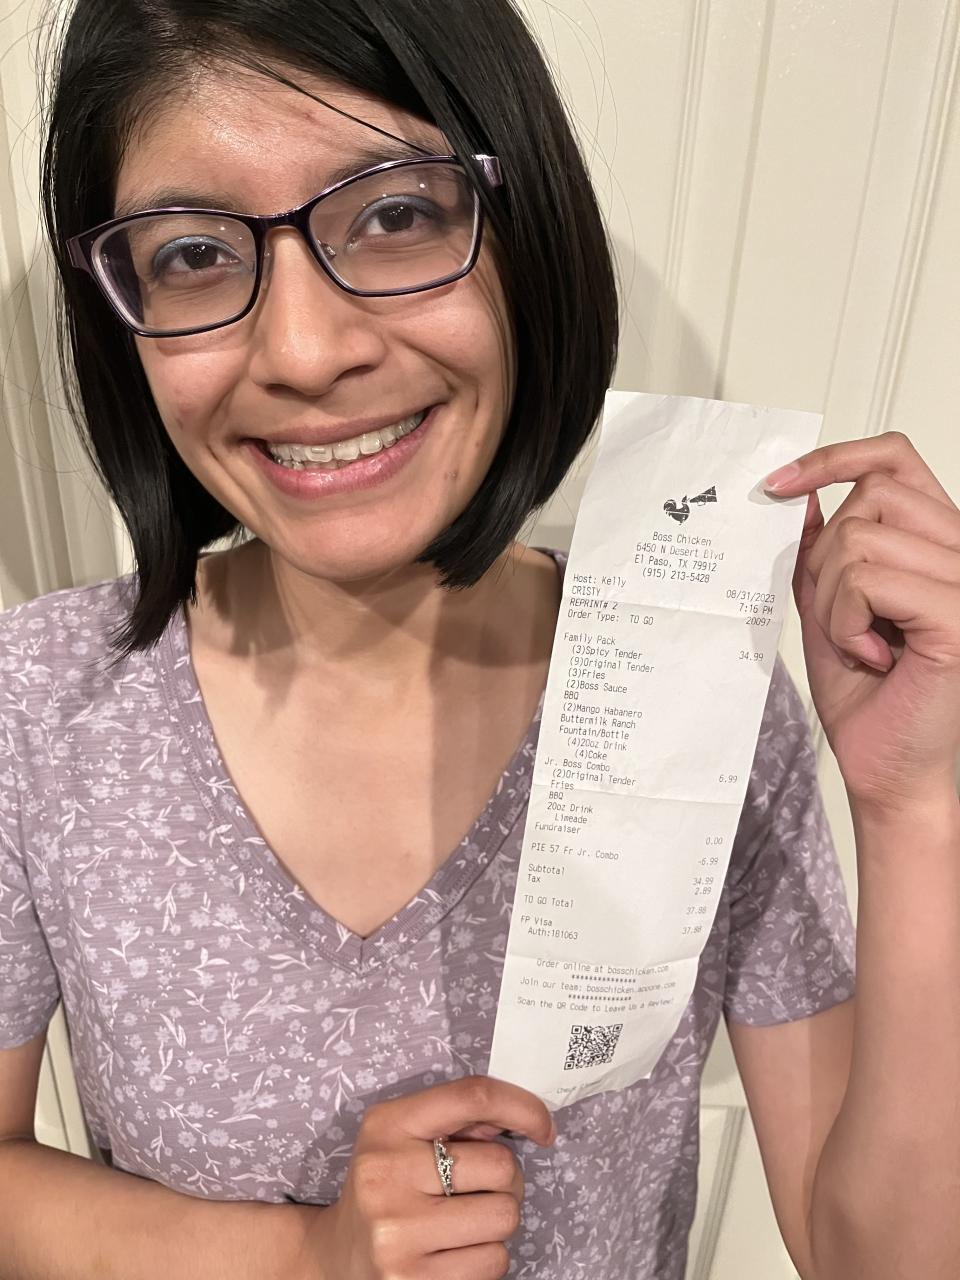 Boss Chicken
6450 N Desert Blvd
El Paso, TX 79912
(915) 213-5428
Host: Kelly 08/31/2023
CRISTY 7:16 PM
REPRINT# 2 20097
Order Type: TO GO
Family Pack 34.99
(3)Spicy Tender
(9)Original Tender
(3)Fries
(2)Boss Sauce
BBQ
(2)Mango Habanero
Buttermilk Ranch
Fountain/Bottle
(4)20oz Drink
(4)Coke
Jr. Boss Combo 6.99
(2)Original Tender
Fries
BBQ
20oz Drink
Limeade
Fundraiser 0.00
PIE 57 Fr Jr. Combo -6.99
Subtotal 34.99
Tax 2.89
TO GO Total 37.88
FP Visa 37.88
Auth:181063
Order online at bosschicken.com
***************
Join our team: bosschicken.appone.com
***************
Scan the QR Code to Leave Us a Review!